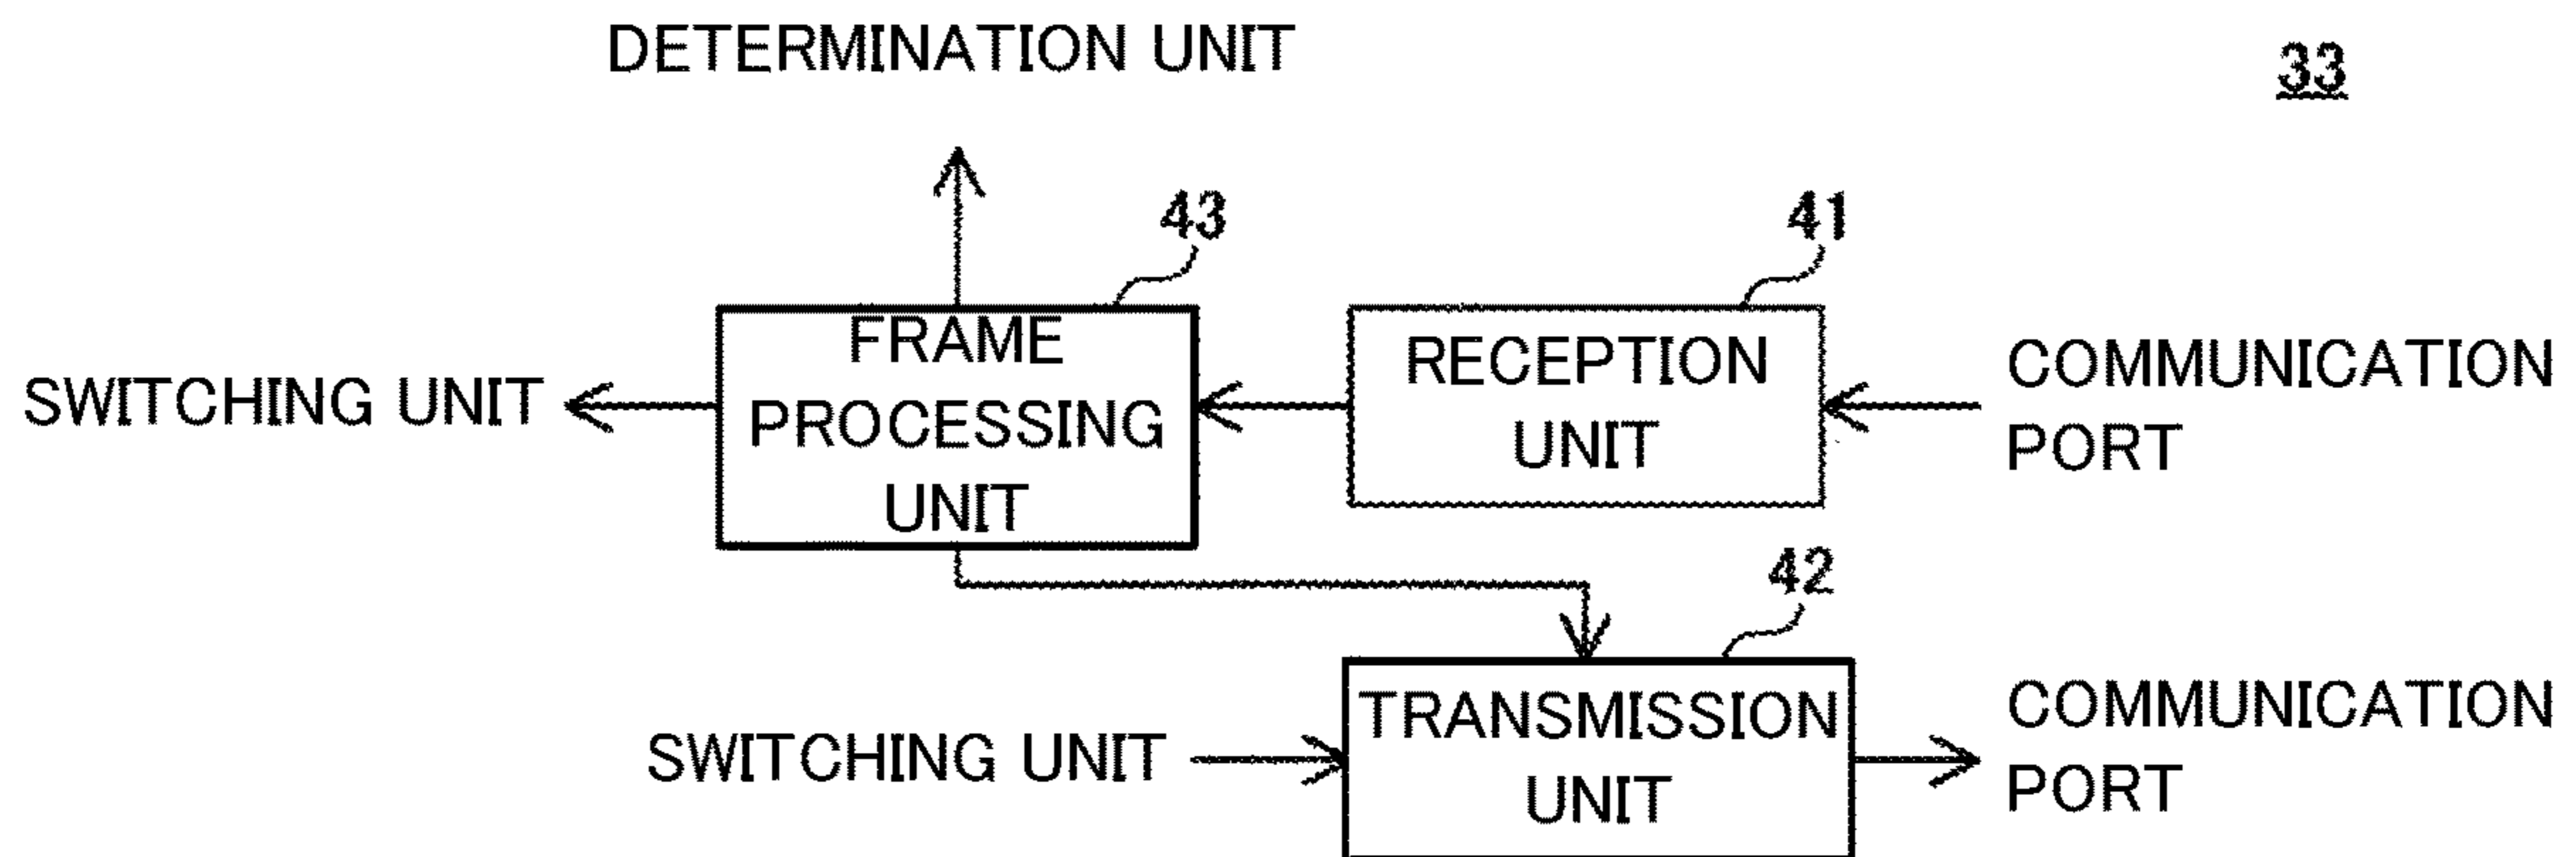 DETERMINATION UNIT
33
43
41
FRAME
PROCESSING
UNIT
RECEPTION
UNIT
SWITCHING UNIT
COMMUNICATION
PORT
42
SWITCHING UNIT
TRANSMISSION
UNIT
COMMUNICATION
PORT